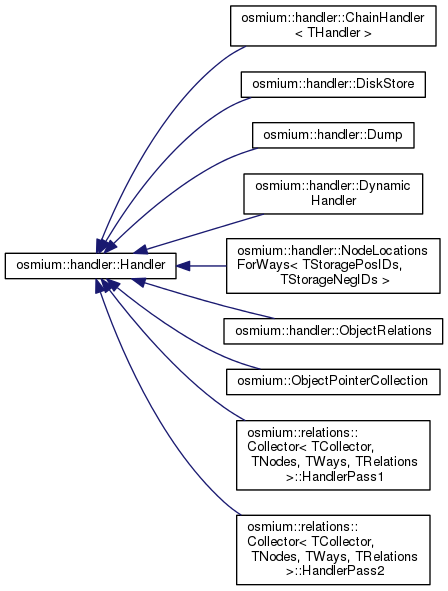 osmium::handler::ChainHandler
< THandler >
osmium::handler::DiskStore
osmium::handler::Dump
osmium::handler::Dynamic
Handler
osmium::handler::Handler
osmium::handler::NodeLocations
ForWays< TStoragePosIDs,
TStorageNegIDs >
osmium::handler::ObjectRelations
osmium::ObjectPointerCollection
osmium::relations::
Collector< TCollector,
TNodes, TWays, TRelations
>::HandlerPass1
osmium::relations::
Collector< TCollector,
TNodes, TWays, TRelations
>::HandlerPass2